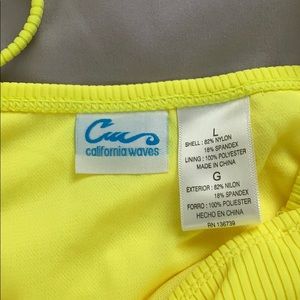 california waves
L
SHELL : 82% NYLON
18% SPANDEX
LINING : 100% POLYESTER
MADE IN CHINA
G
EXTERIOR : 82% NILON
18% SPANDEX
FORRO : 100% POLIESTER
HECHO EN CHINA
RN 136739